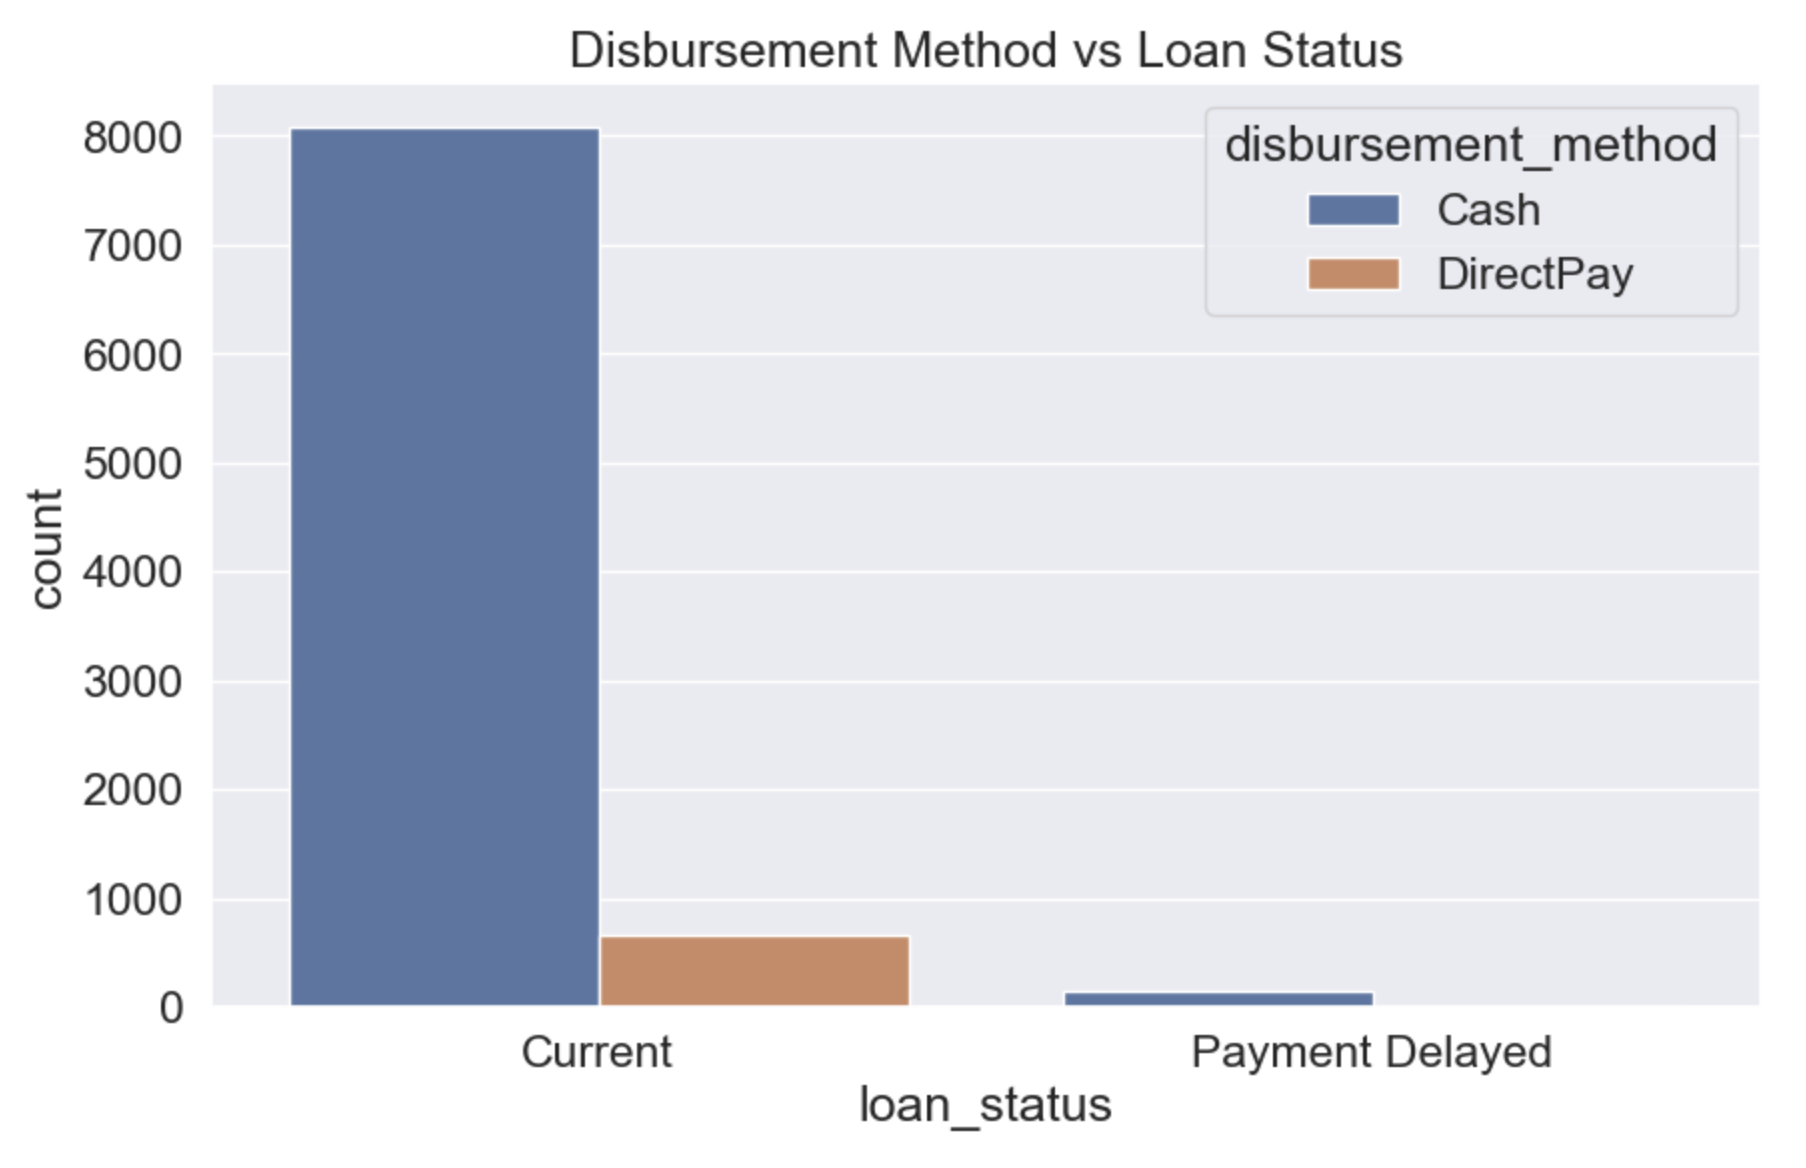 Disbursement Method vs Loan Status
disbursement_method
Cash
DirectPay
8000
7000
6000
5000
4000
3000
2000
1000
0
count
Current
Payment Delayed
loan_status